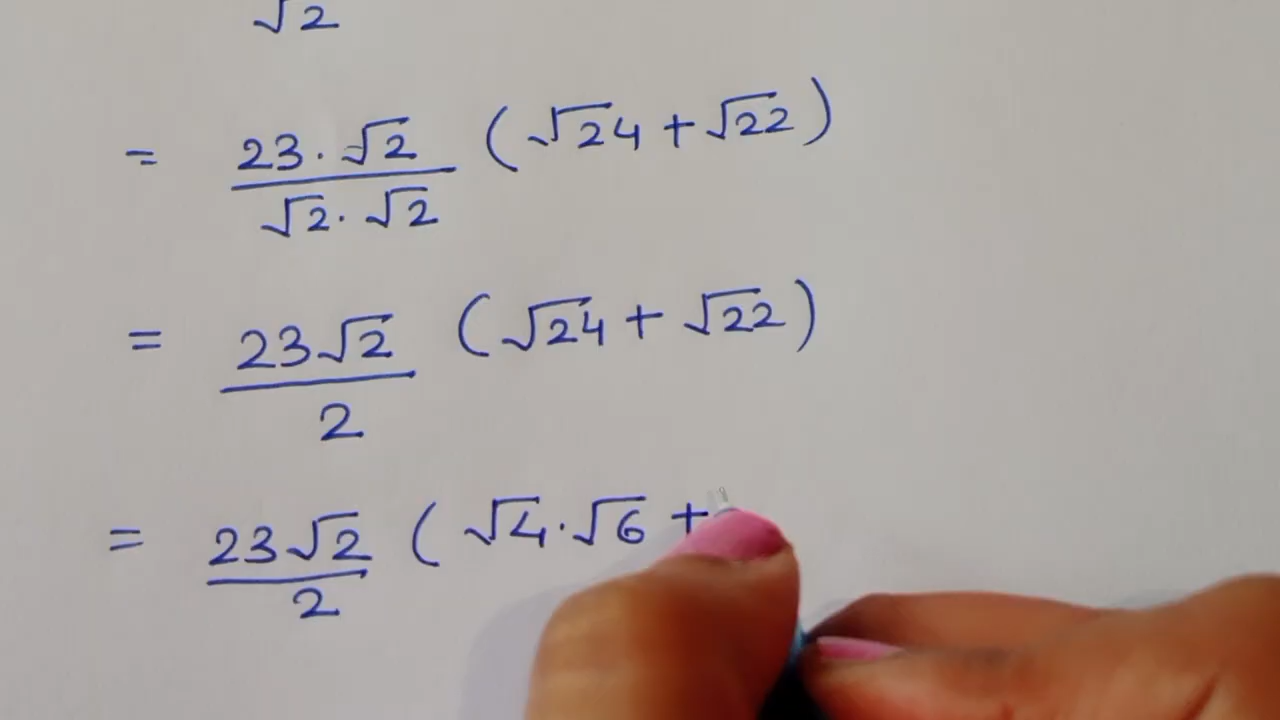 √2
= 23·√2 / √2·√2 (√24 + √22)
= 23√2 / 2 (√24 + √22)
= 23√2 / 2 (√4·√6 +